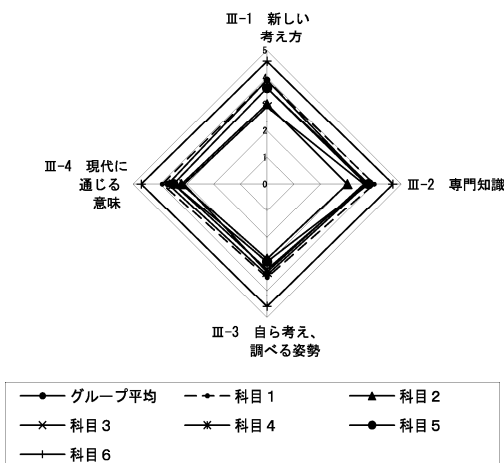 Ⅲ-1 新しい
考え方
5
2
1
0
Ⅲ-4 現代に
通じる
意味
Ⅲ-2 専門知識
Ⅲ-3 自ら考え、
調べる姿勢
グループ平均 科目1 科目2
科目3 科目4 科目5
科目6